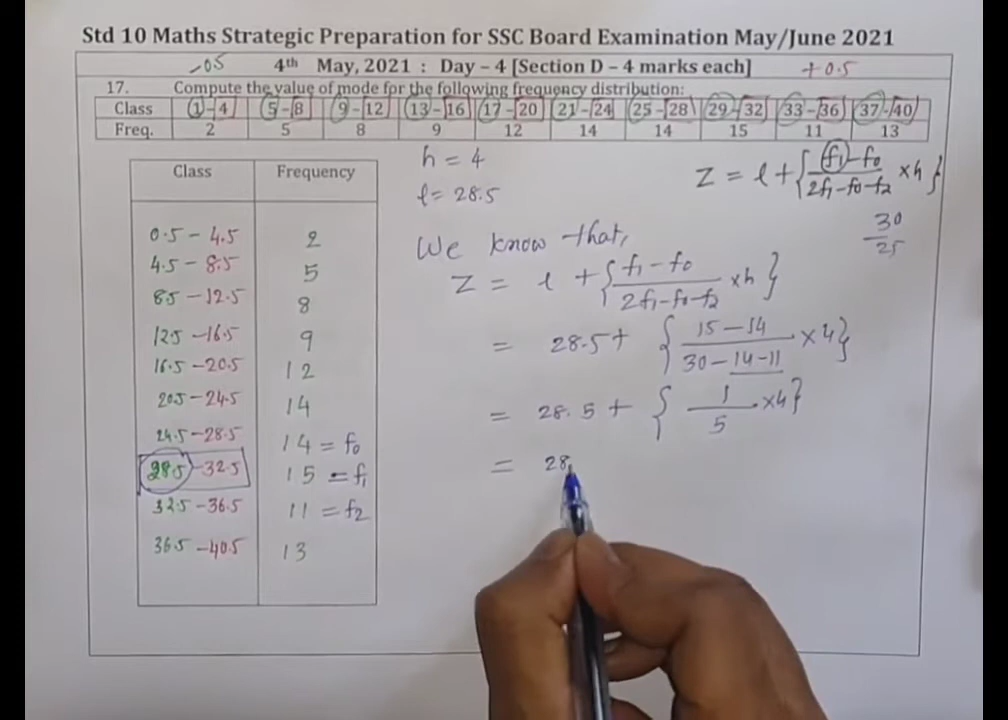 Std 10 Maths Strategic Preparation for SSC Board Examination May/June 2021
-05 4th May, 2021 : Day – 4 [Section D – 4 marks each] +0.5
17. Compute the value of mode for the following frequency distribution:
Class 1–4 5–8 9–12 13–16 17–20 21–24 25–28 29–32 33–36 37–40
Freq. 2 5 8 9 12 14 14 15 11 13
Class Frequency
0.5 – 4.5 2
4.5 – 8.5 5
8.5 – 12.5 8
12.5 – 16.5 9
16.5 – 20.5 12
20.5 – 24.5 14
24.5 – 28.5 14 = f0
28.5 – 32.5 15 = f1
32.5 – 36.5 11 = f2
36.5 – 40.5 13
h = 4
l = 28.5
Z = l + { f1 – f0 / 2f1 – f0 – f2 × h }
30
25
We know that,
Z = l + { f1 – f0 / 2f1 – f0 – f2 × h }
= 28.5 + { 15 – 14 / 30 – 14 – 11 × 4 }
= 28.5 + { 1 / 5 × 4 }
= 28.